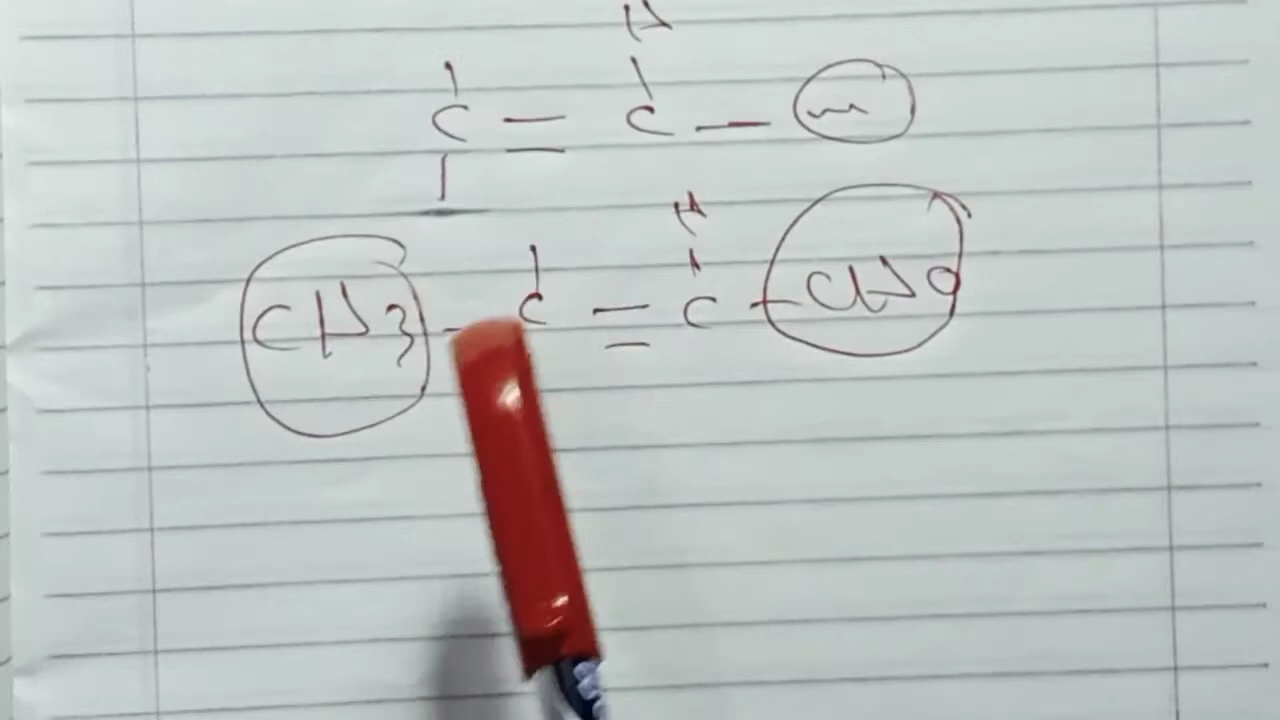 H
C = C - m
H
CH3 - C = C - CHO